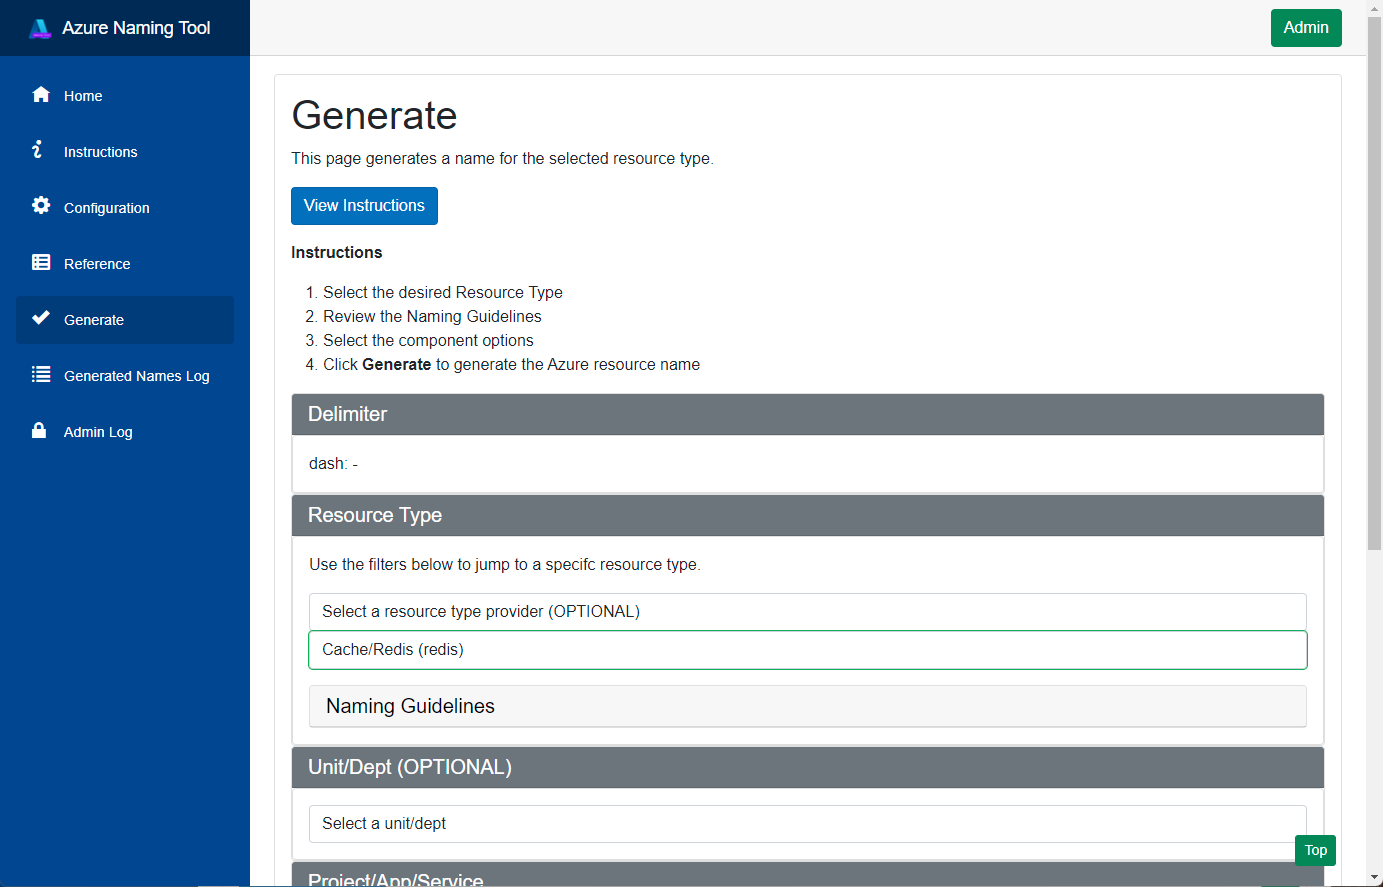 Azure Naming Tool
Admin
Home
Instructions
Configuration
Reference
Generate
Generated Names Log
Admin Log
Generate
This page generates a name for the selected resource type.
View Instructions
Instructions
1. Select the desired Resource Type
2. Review the Naming Guidelines
3. Select the component options
4. Click Generate to generate the Azure resource name
Delimiter
dash: -
Resource Type
Use the filters below to jump to a specifc resource type.
Select a resource type provider (OPTIONAL)
Cache/Redis (redis)
Naming Guidelines
Unit/Dept (OPTIONAL)
Select a unit/dept
Top
Project/App/Service